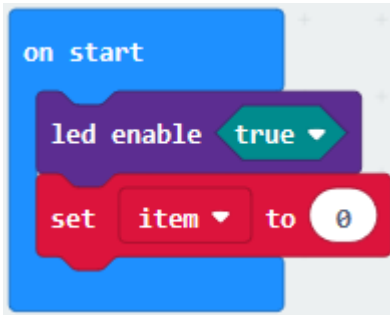 on start
led enable true
set item to 0